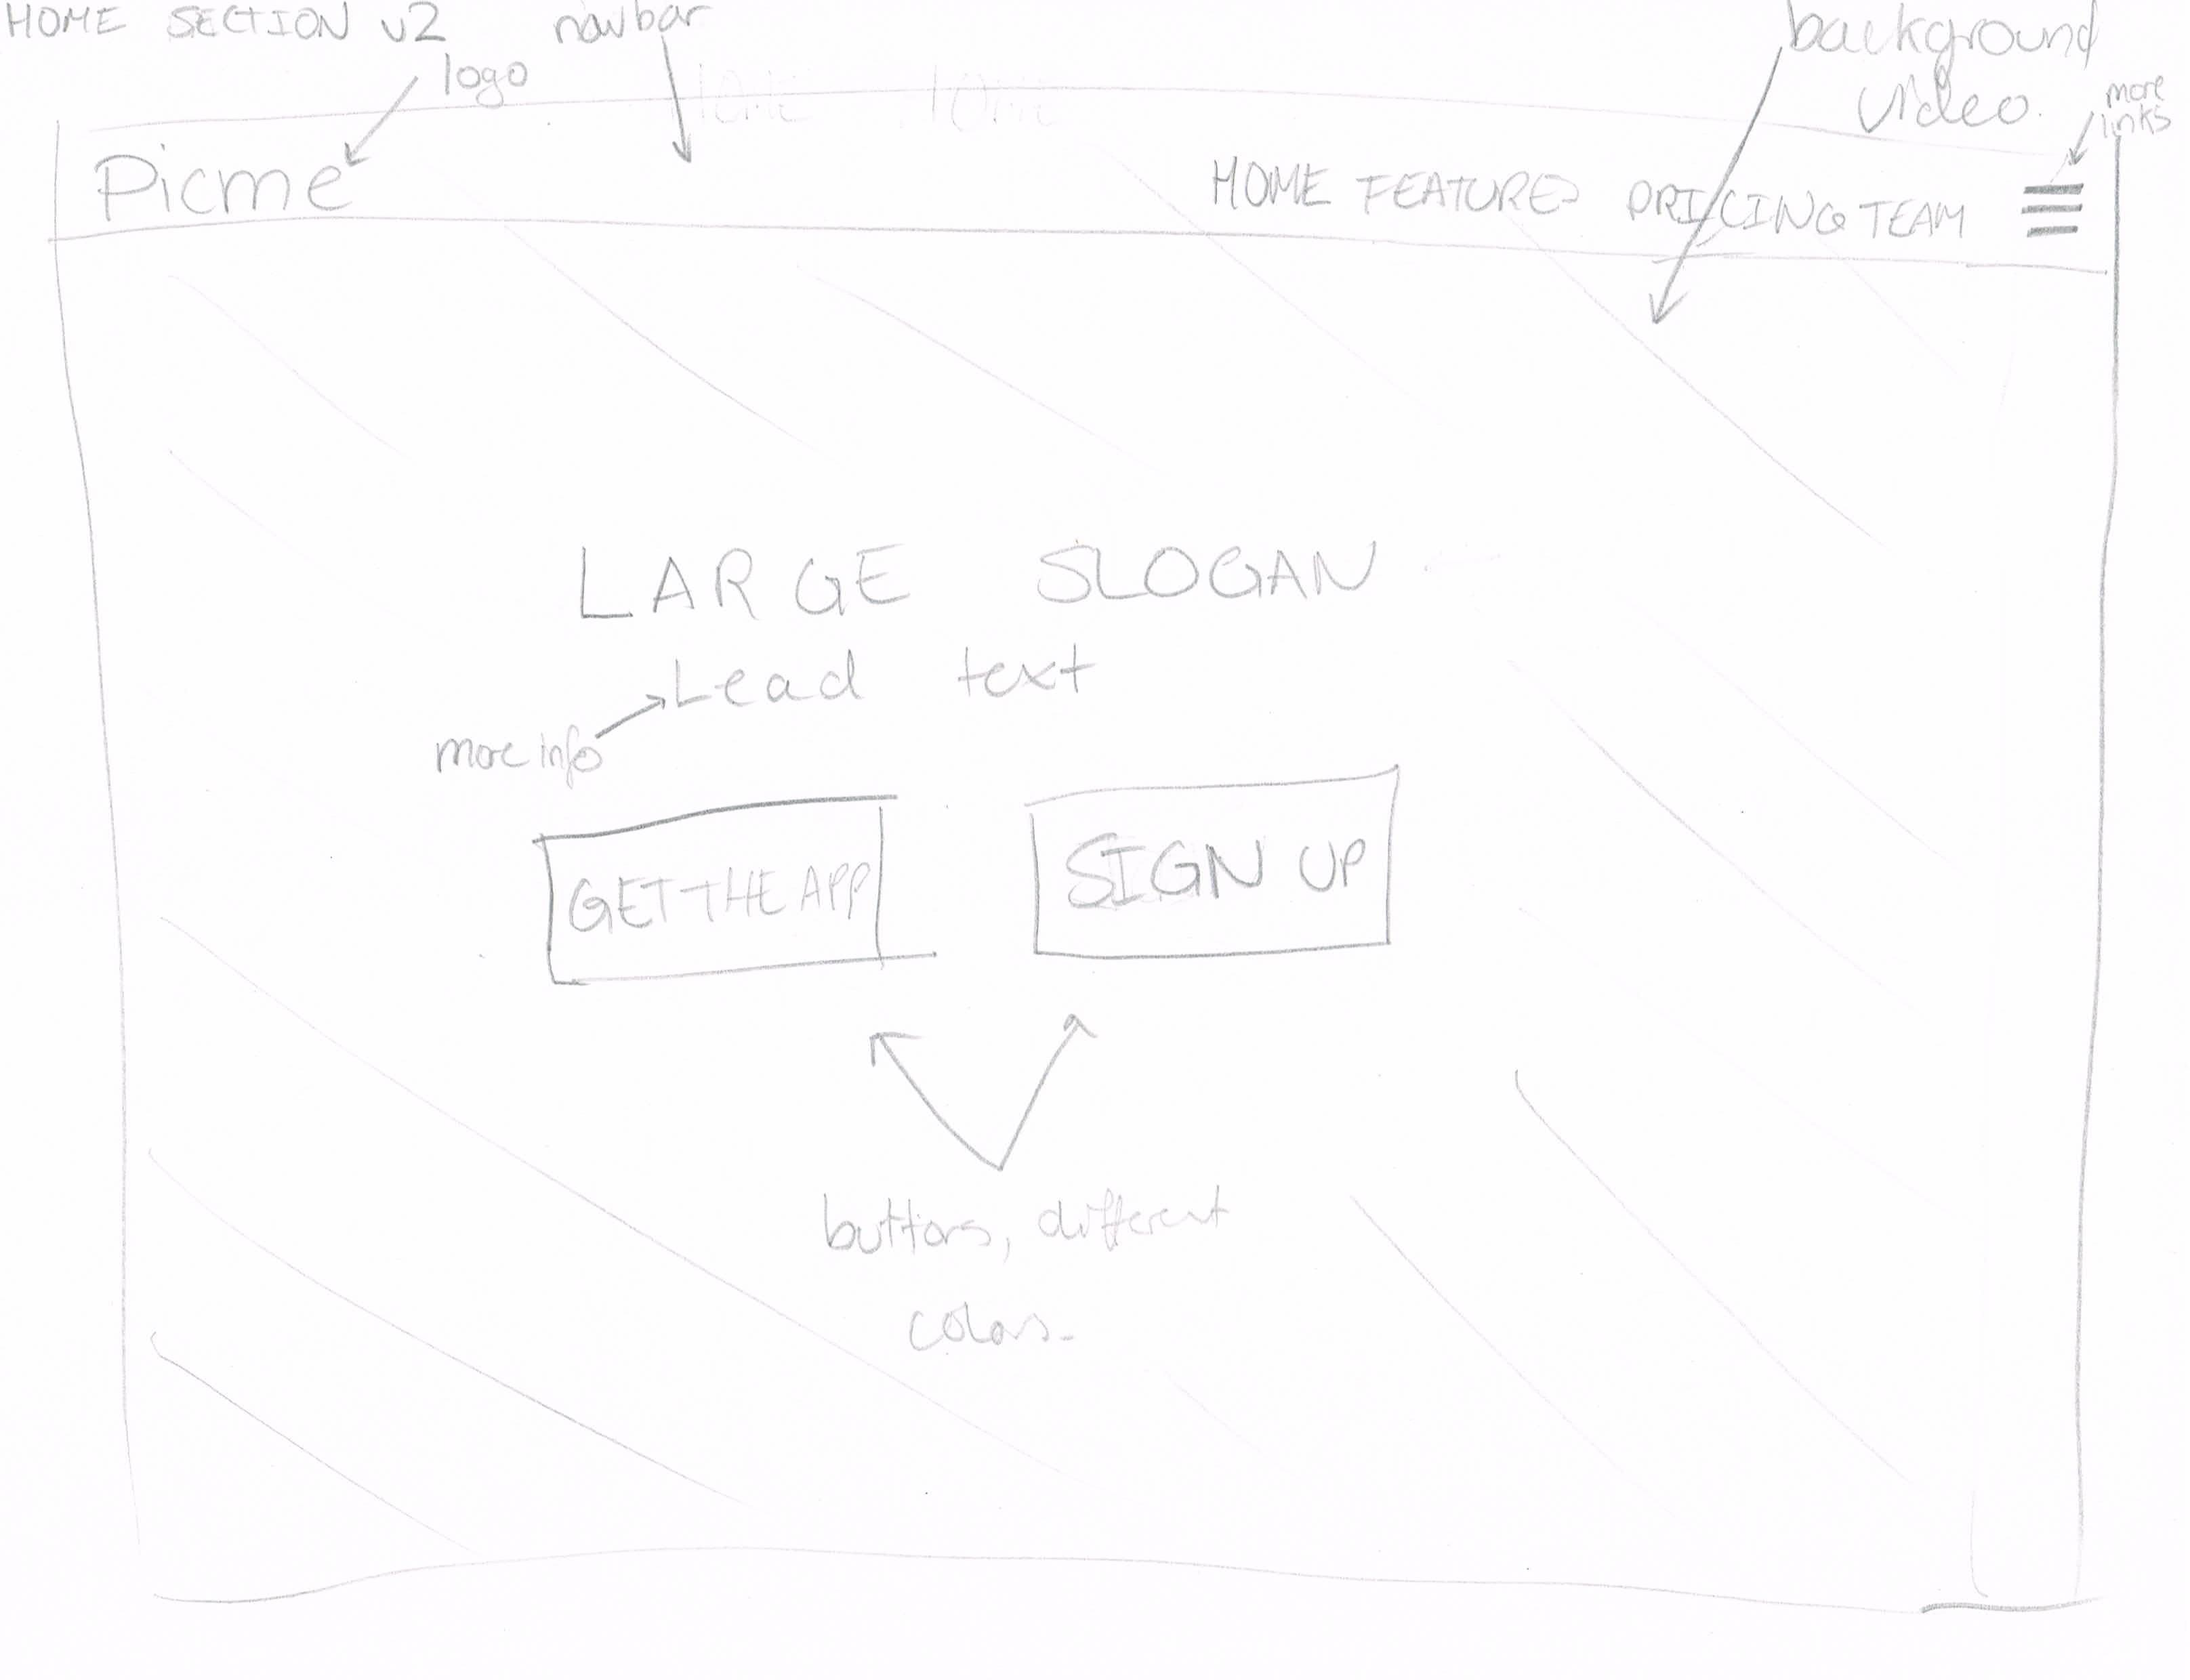 HOME SECTION v2
navbar
background
video.
logo
more
links
Picme
HOME FEATURES PRICING TEAM
LARGE SLOGAN
Lead text
more info
GET THE APP
SIGN UP
buttons, different
colors.